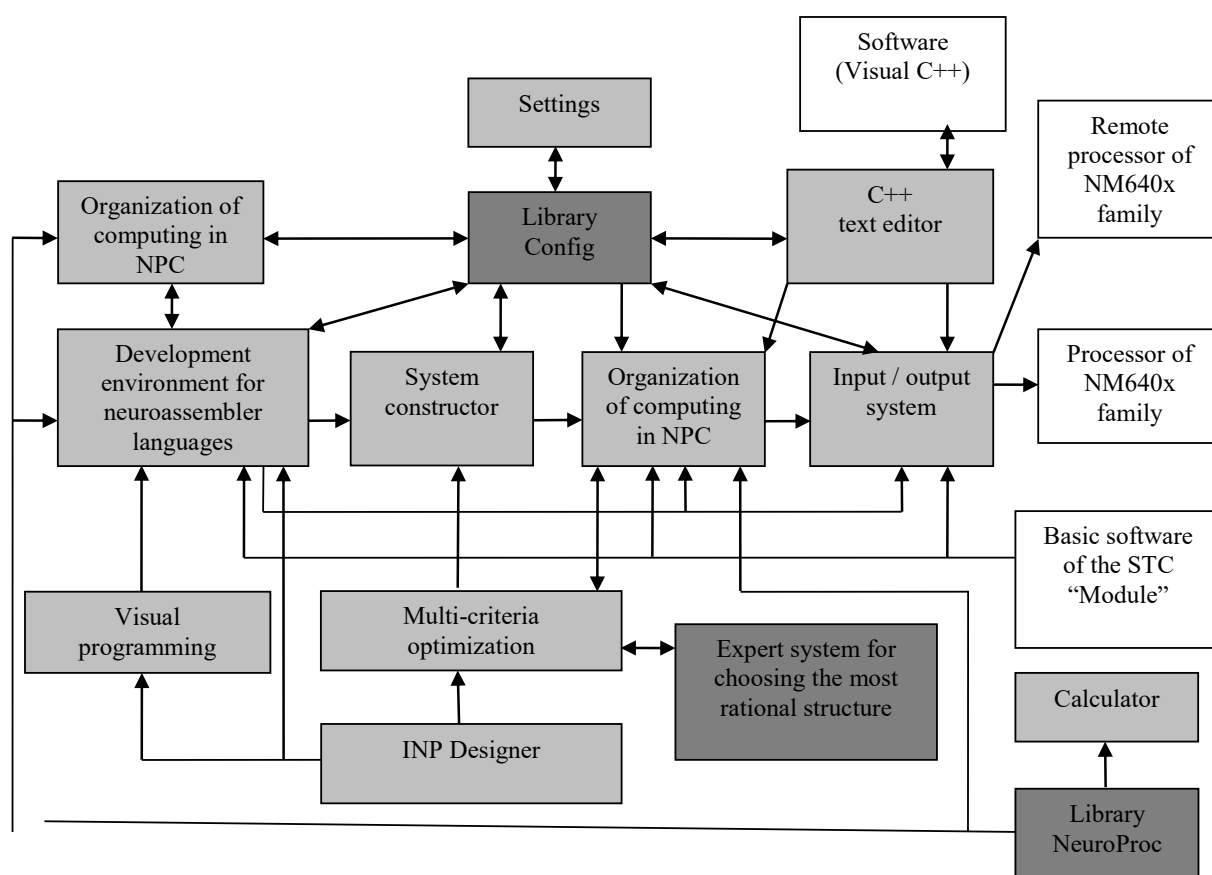 Software
(Visual C++)
Settings
Remote
processor of
NM640x
family
Organization of
computing in
NPC
Library
Config
C++
text editor
Development
environment for
neuroassembler
languages
System
constructor
Organization
of computing
in NPC
Input / output
system
Processor of
NM640x
family
Basic software
of the STC
“Module”
Visual
programming
Multi-criteria
optimization
Expert system for
choosing the most
rational structure
Calculator
INP Designer
Library
NeuroProc